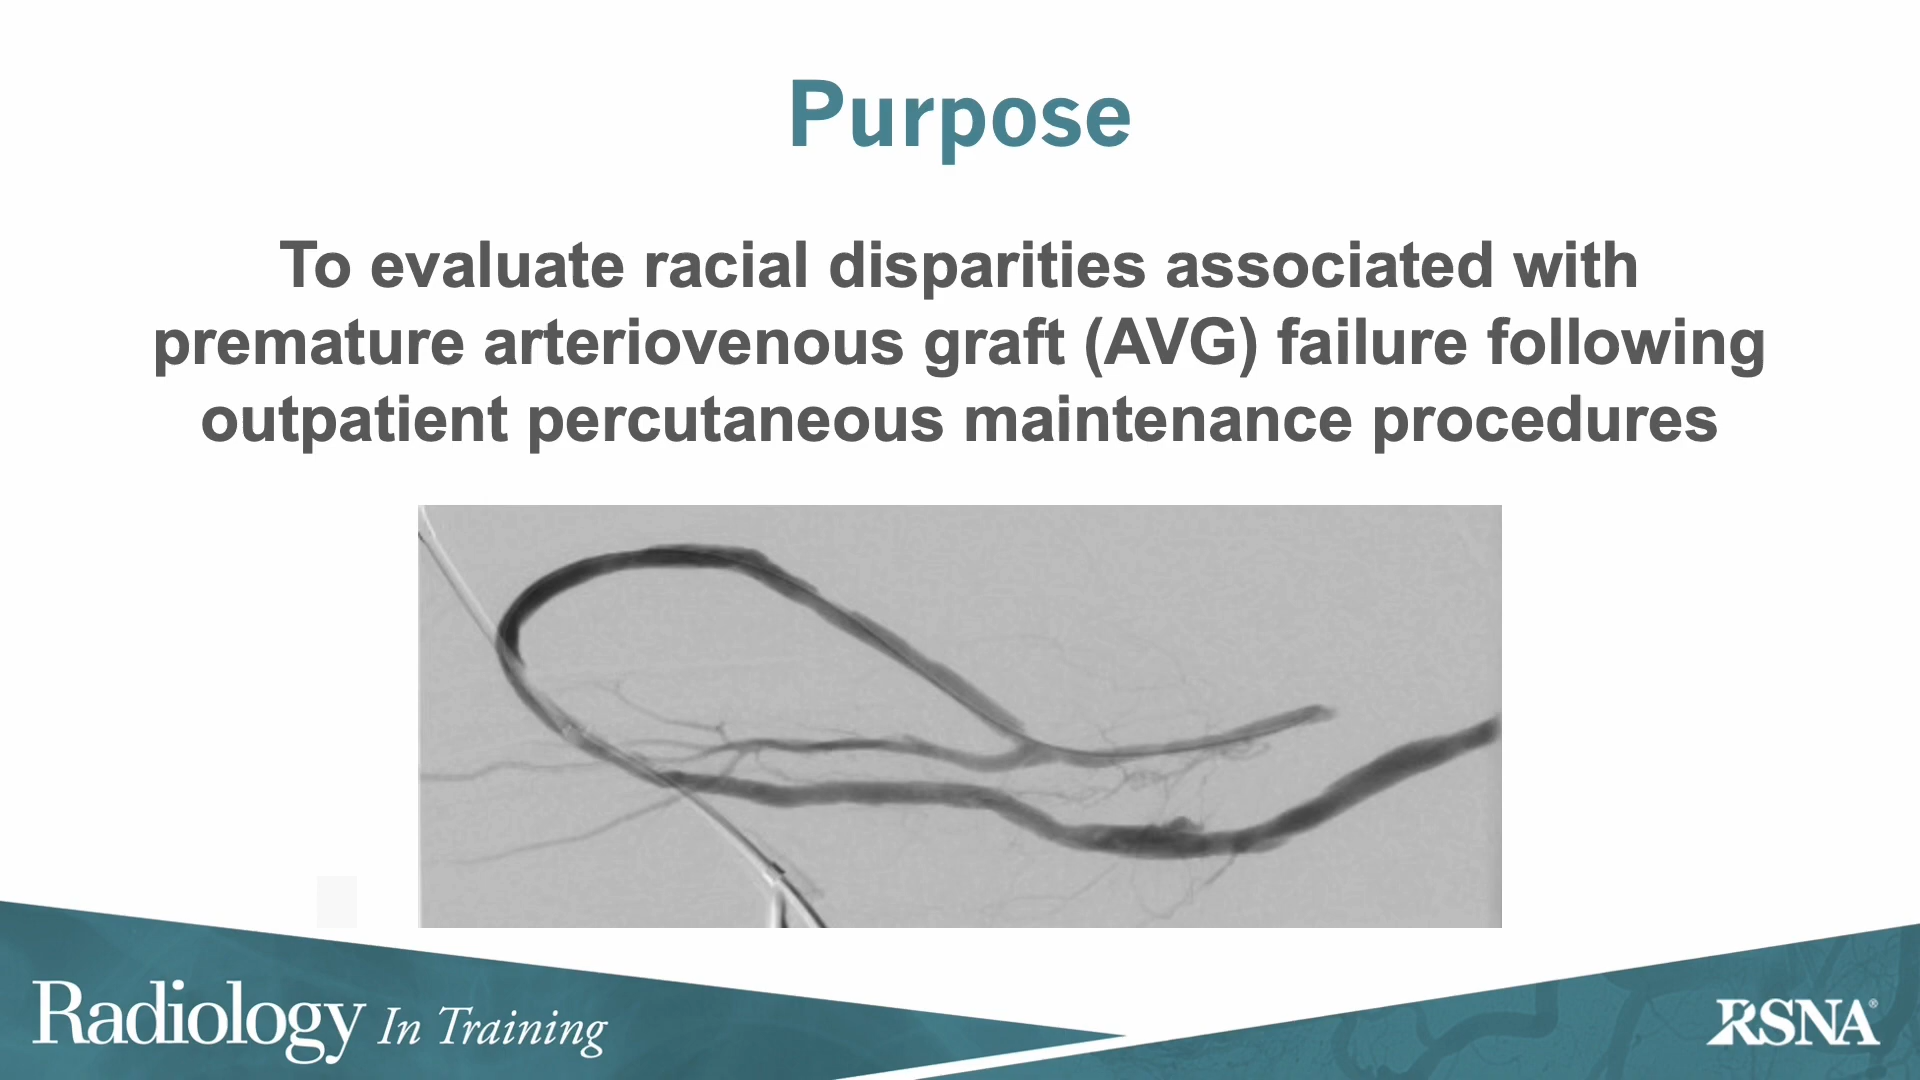 Purpose
To evaluate racial disparities associated with
premature arteriovenous graft (AVG) failure following
outpatient percutaneous maintenance procedures
Radiology In Training
RSNA®